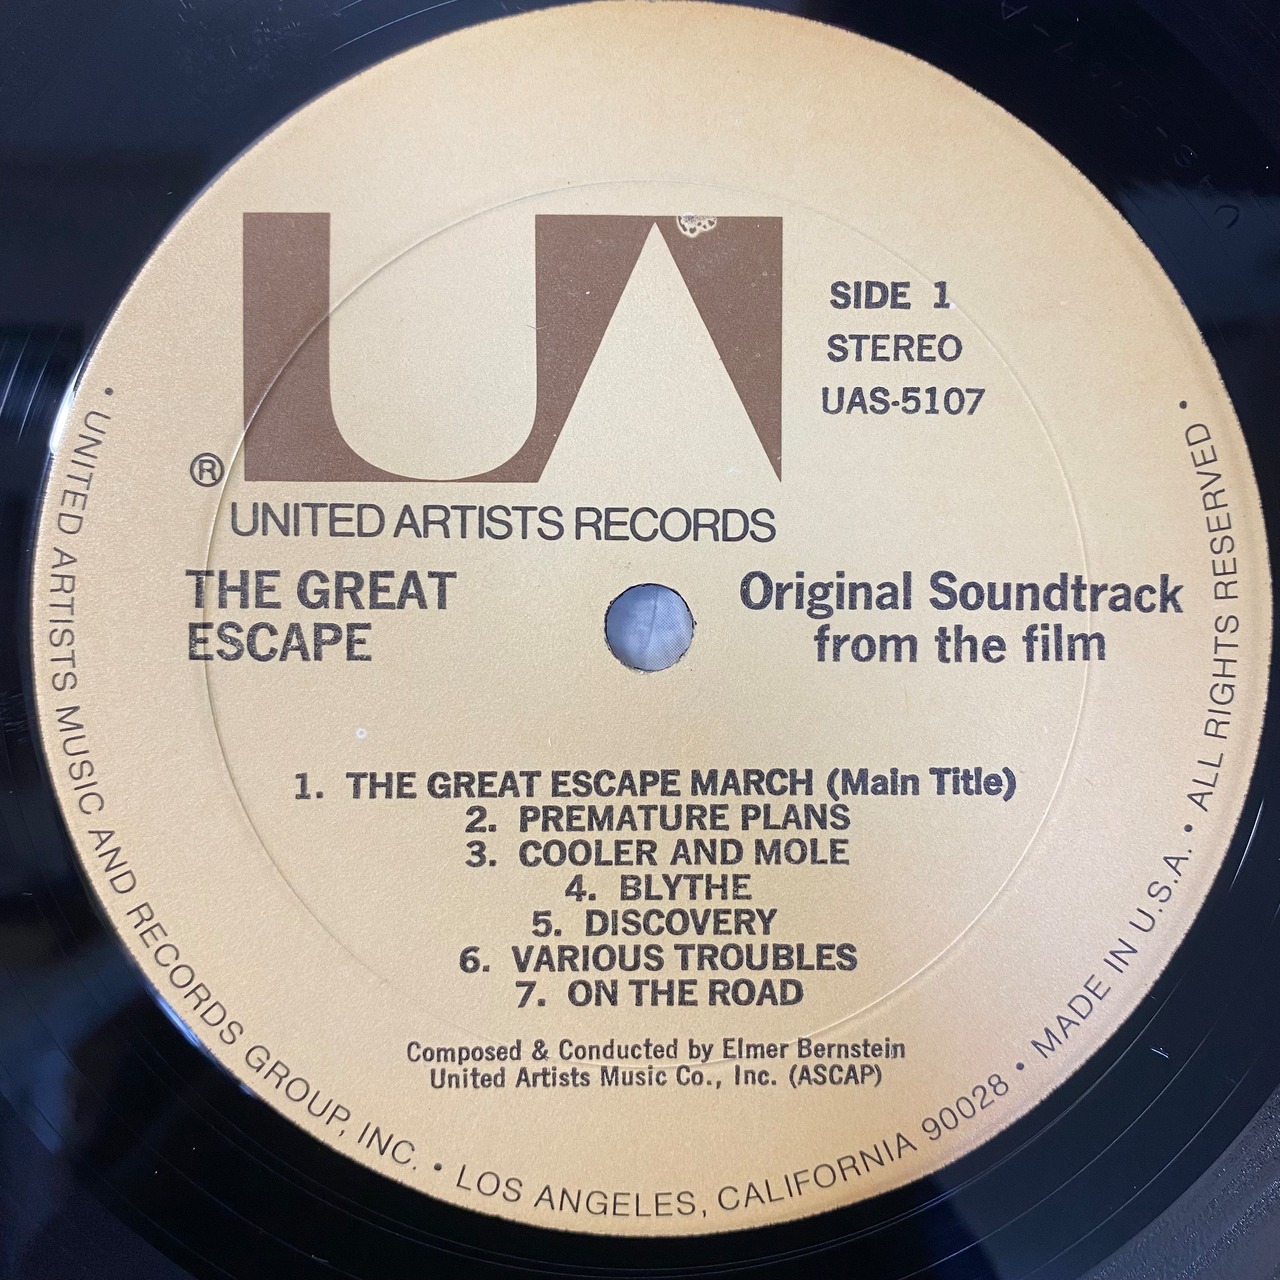 UA
SIDE 1
STEREO
UAS-5107
®
UNITED ARTISTS RECORDS
THE GREAT
ESCAPE
Original Soundtrack
from the film
1. THE GREAT ESCAPE MARCH (Main Title)
2. PREMATURE PLANS
3. COOLER AND MOLE
4. BLYTHE
5. DISCOVERY
6. VARIOUS TROUBLES
7. ON THE ROAD
Composed & Conducted by Elmer Bernstein
United Artists Music Co., Inc. (ASCAP)
• UNITED ARTISTS MUSIC AND RECORDS GROUP, INC. • LOS ANGELES, CALIFORNIA 90028 • MADE IN U.S.A. • ALL RIGHTS RESERVED •